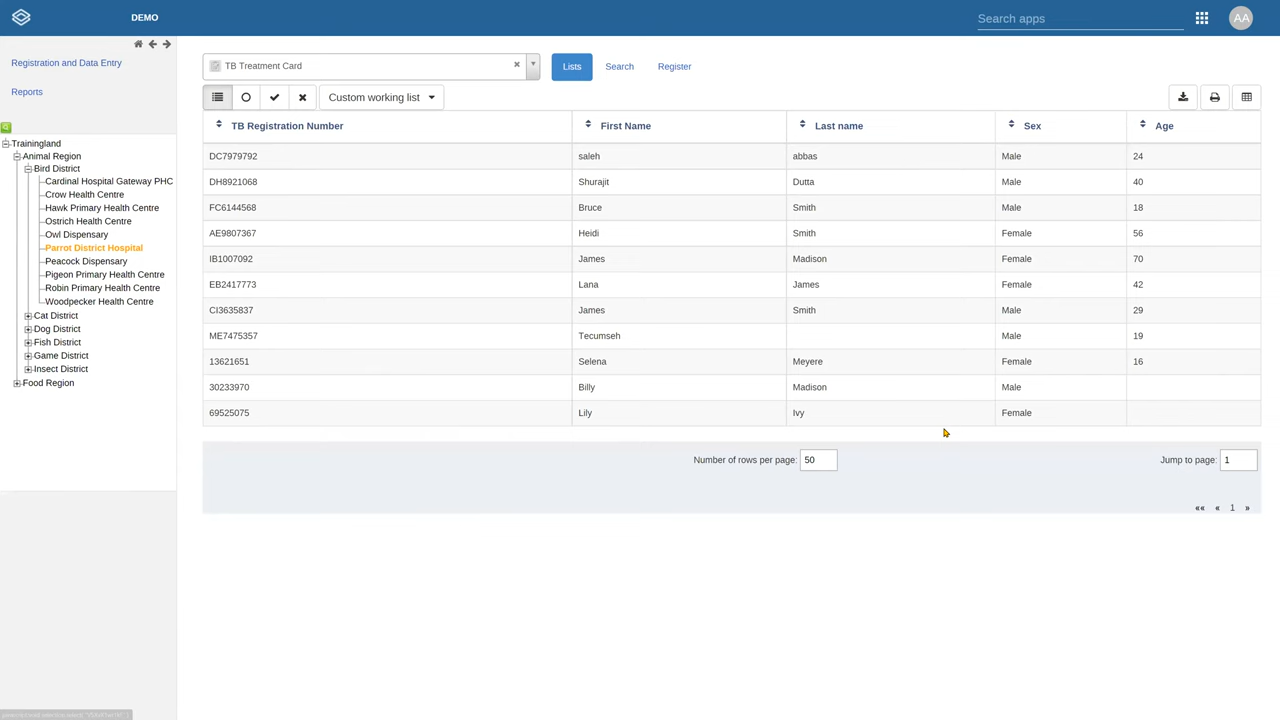 DEMO
Search apps
AA
Registration and Data Entry
Reports
Trainingland
Animal Region
Bird District
Cardinal Hospital Gateway PHC
Crow Health Centre
Hawk Primary Health Centre
Ostrich Health Centre
Owl Dispensary
Parrot District Hospital
Peacock Dispensary
Pigeon Primary Health Centre
Robin Primary Health Centre
Woodpecker Health Centre
Cat District
Dog District
Fish District
Game District
Insect District
Food Region
TB Treatment Card
Lists Search Register
Custom working list
TB Registration Number First Name Last name Sex Age
DC7979792 saleh abbas Male 24
DH8921068 Shurajit Dutta Male 40
FC6144568 Bruce Smith Male 18
AE9807367 Heidi Smith Female 56
IB1007092 James Madison Female 70
EB2417773 Lana James Female 42
CI3635837 James Smith Male 29
ME7475357 Tecumseh Male 19
13621651 Selena Meyere Female 16
30233970 Billy Madison Male
69525075 Lily Ivy Female
Number of rows per page: 50 Jump to page: 1
«« « 1 »